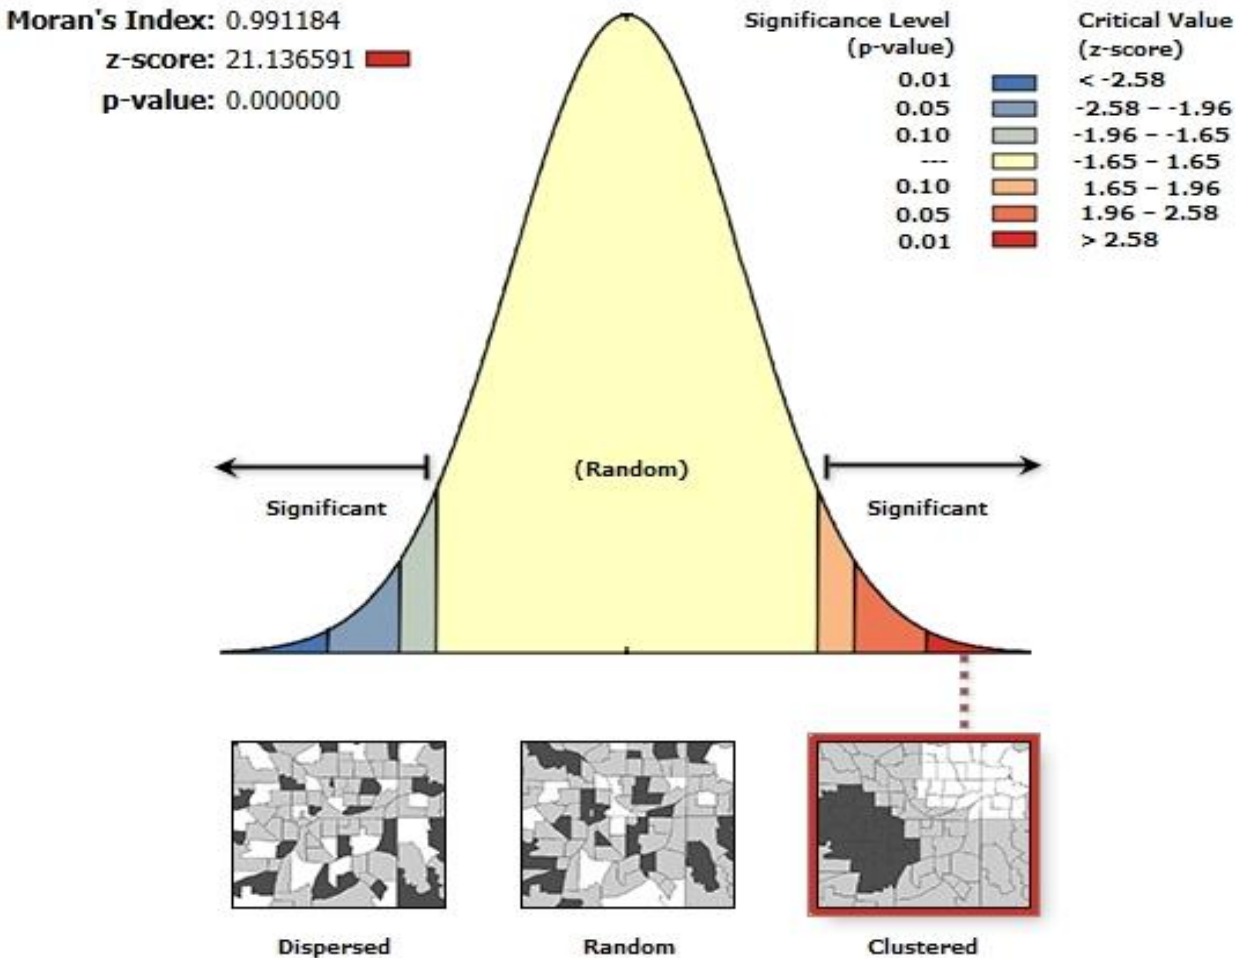 Moran's Index: 0.991184
z-score: 21.136591
p-value: 0.000000
Significance Level
(p-value)
Critical Value
(z-score)
0.01 < -2.58
0.05 -2.58 – -1.96
0.10 -1.96 – -1.65
--- -1.65 – 1.65
0.10 1.65 – 1.96
0.05 1.96 – 2.58
0.01 > 2.58
(Random)
Significant
Significant
Dispersed
Random
Clustered